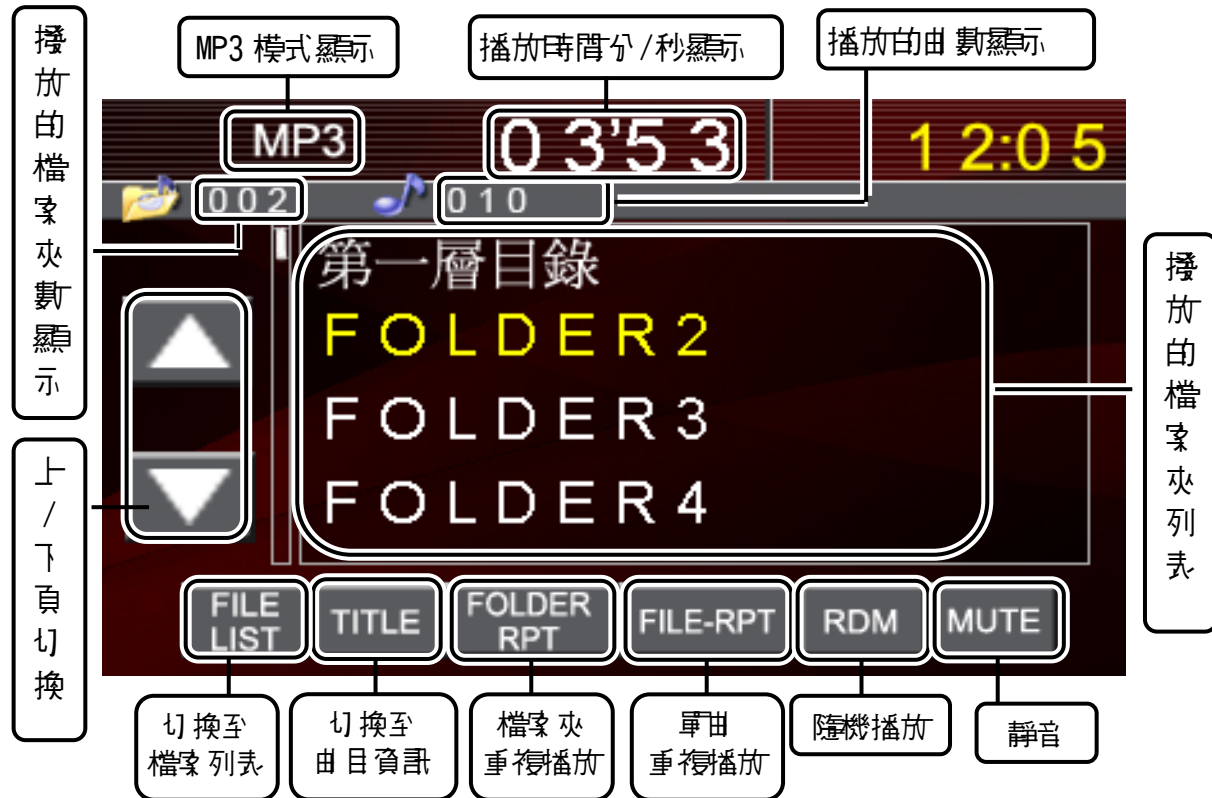 MP3 模式顯示
播放時間分/秒顯示
播放的曲數顯示
播放的檔案夾數顯示
MP3
03'53
12:05
002
010
第一層目錄
FOLDER2
FOLDER3
FOLDER4
播放的檔案夾列表
上/下頁切換
FILE
LIST
TITLE
FOLDER
RPT
FILE-RPT
RDM
MUTE
切換至
檔案列表
切換至
曲目資訊
檔案夾
重複播放
單曲
重複播放
隨機播放
靜音